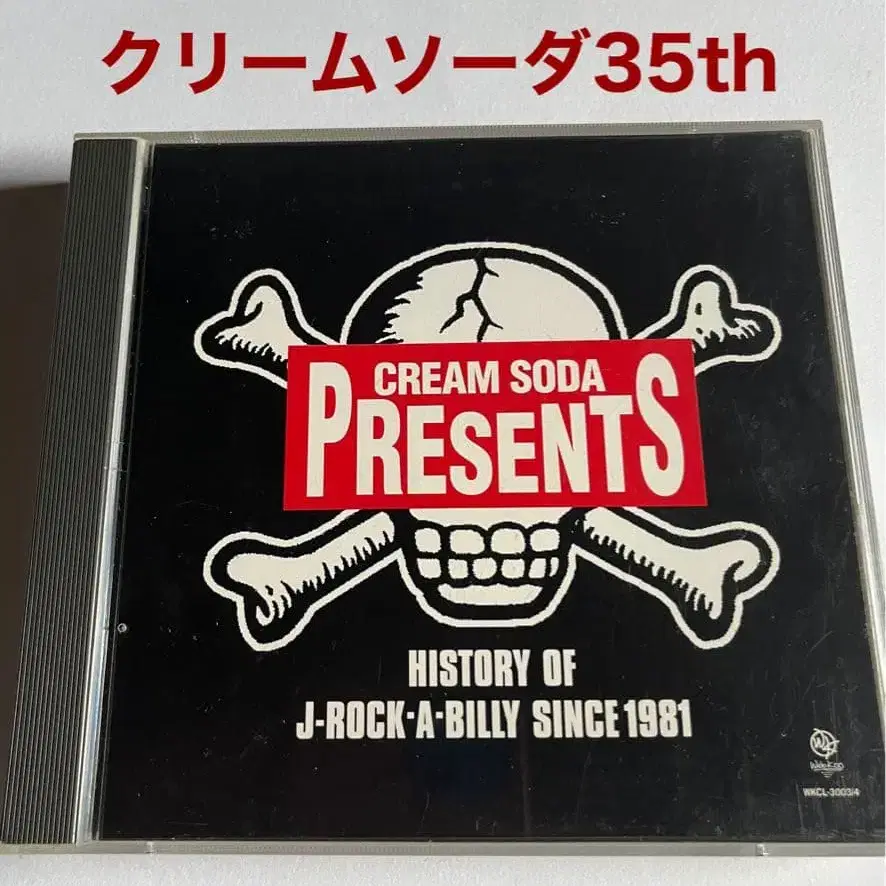 クリームソーダ35th
CREAM SODA
PRESENTS
HISTORY OF
J-ROCK-A-BILLY SINCE 1981
WKCL-3003/4